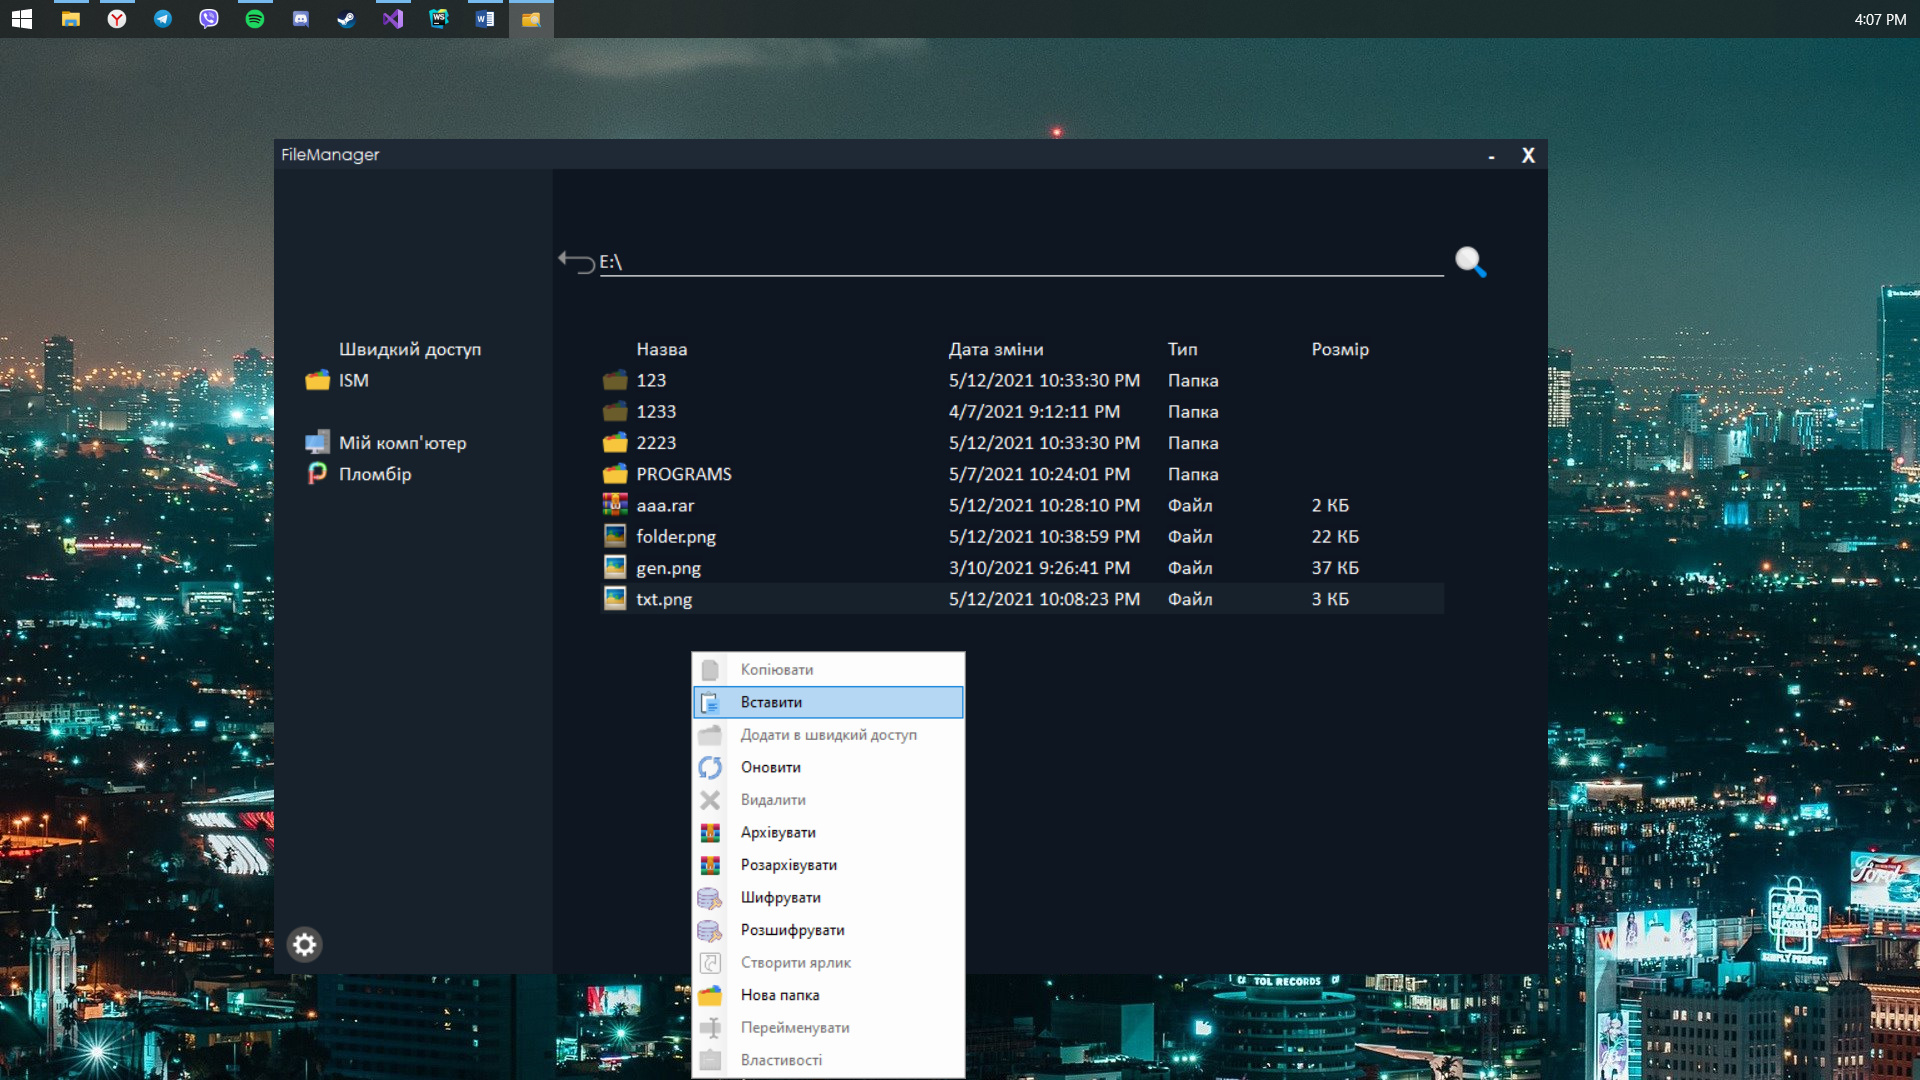 4:07 PM
FileManager
- X
E:\
Швидкий доступ
ISM
Мій комп'ютер
Пломбір
Назва Дата зміни Тип Розмір
123 5/12/2021 10:33:30 PM Папка
1233 4/7/2021 9:12:11 PM Папка
2223 5/12/2021 10:33:30 PM Папка
PROGRAMS 5/7/2021 10:24:01 PM Папка
aaa.rar 5/12/2021 10:28:10 PM Файл 2 КБ
folder.png 5/12/2021 10:38:59 PM Файл 22 КБ
gen.png 3/10/2021 9:26:41 PM Файл 37 КБ
txt.png 5/12/2021 10:08:23 PM Файл 3 КБ
Копіювати
Вставити
Додати в швидкий доступ
Оновити
Видалити
Архівувати
Розархівувати
Шифрувати
Розшифрувати
Створити ярлик
Нова папка
Перейменувати
Властивості
Ford
SIMPLY PERFECT
TOL RECORDS